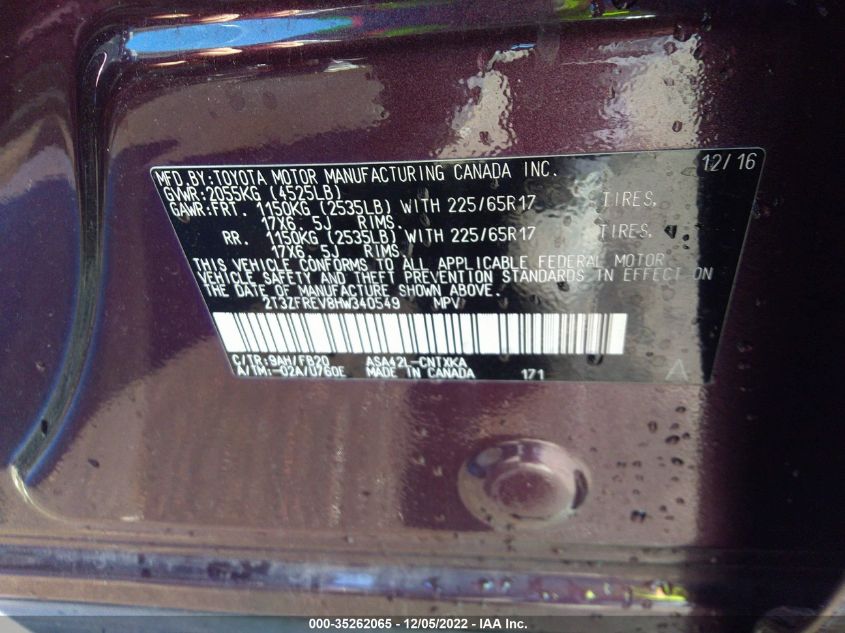 MFD.BY:TOYOTA MOTOR MANUFACTURING CANADA INC. 12/16
GVWR:2055KG (4525LB)
GAWR:FRT. 1150KG (2535LB) WITH 225/65R17 TIRES,
17X6.5J RIMS.
RR. 1150KG (2535LB) WITH 225/65R17 TIRES,
17X6.5J RIMS.
THIS VEHICLE CONFORMS TO ALL APPLICABLE FEDERAL MOTOR
VEHICLE SAFETY AND THEFT PREVENTION STANDARDS IN EFFECT ON
THE DATE OF MANUFACTURE SHOWN ABOVE.
2T3ZFREV8HW340549 MPV
C/TR:9AH/FB20 ASA42L-CNTXKA
A/TM:-02A/U760E MADE IN CANADA 171 A
000-35262065 - 12/05/2022 - IAA Inc.